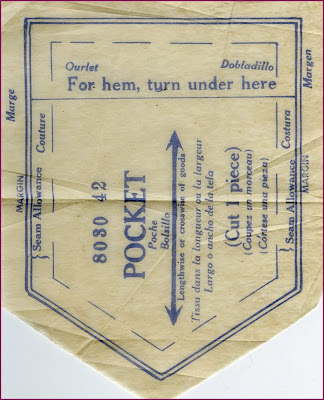 Ourlet Dobladillo
For hem, turn under here
Marge
MARGIN
Seam Allowance Couture
8030 42
POCKET
Poche
Bolsillo
Lengthwise or crosswise of goods
Tissu dans la longueur ou la largeur
Largo o ancho de la tela
(Cut 1 piece)
(Coupez un morceau)
(Córtese una pieza)
Seam Allowance Costura
MARGIN
Margen